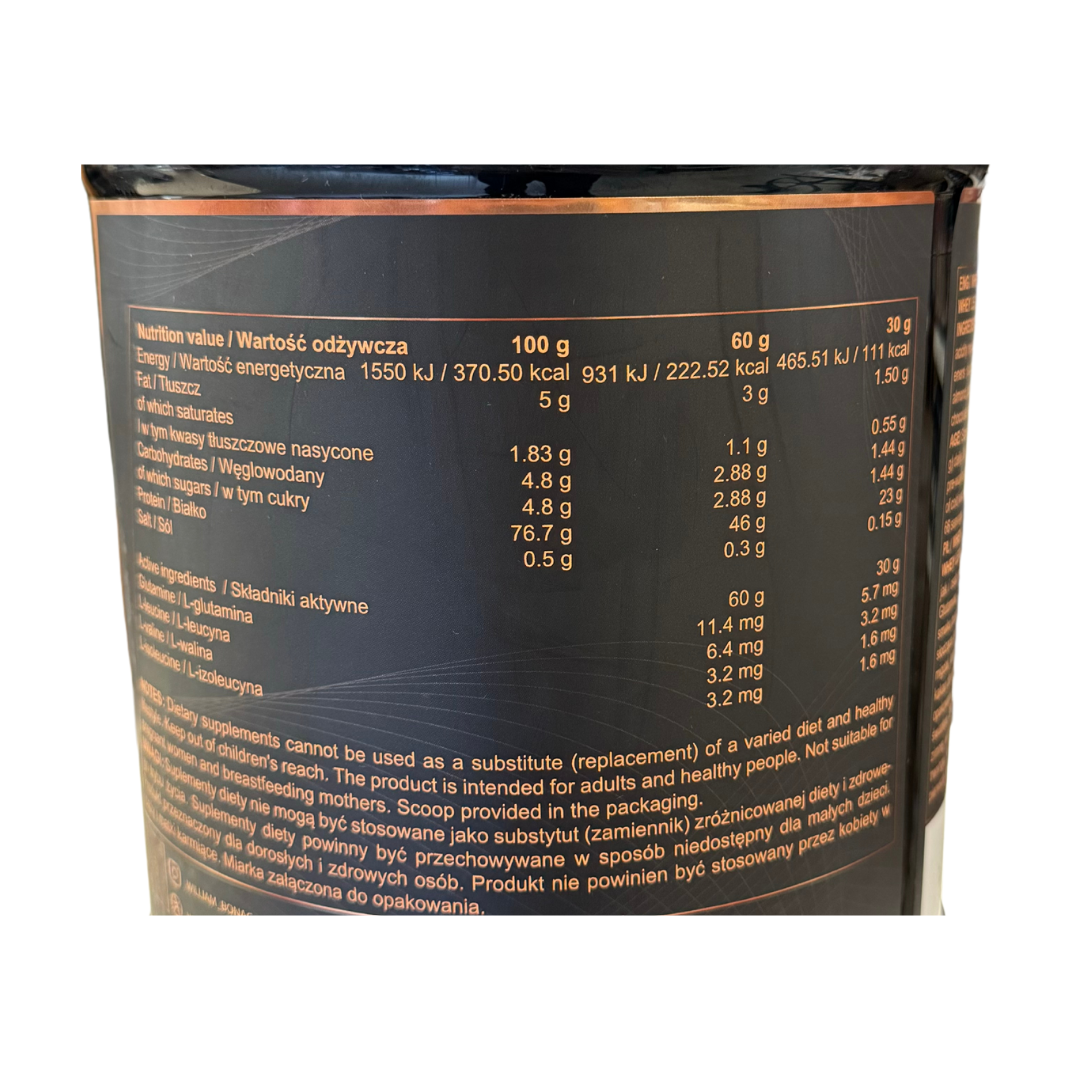 Nutrition value / Wartość odżywcza 100 g 60 g 30 g
Energy / Wartość energetyczna 1550 kJ / 370.50 kcal 931 kJ / 222.52 kcal 465.51 kJ / 111 kcal
Fat / Tłuszcz 5 g 3 g 1.50 g
of which saturates
/ w tym kwasy tłuszczowe nasycone 1.83 g 1.1 g 0.55 g
Carbohydrates / Węglowodany 4.8 g 2.88 g 1.44 g
of which sugars / w tym cukry 4.8 g 2.88 g 1.44 g
Protein / Białko 76.7 g 46 g 23 g
Salt / Sól 0.5 g 0.3 g 0.15 g
Active ingredients / Składniki aktywne 60 g 30 g
Glutamine / L-glutamina 11.4 mg 5.7 mg
L-leucine / L-leucyna 6.4 mg 3.2 mg
L-valine / L-walina 3.2 mg 1.6 mg
L-isoleucine / L-izoleucyna 3.2 mg 1.6 mg
NOTES: Dietary supplements cannot be used as a substitute (replacement) of a varied diet and healthy
Keep out of children's reach. The product is intended for adults and healthy people. Not suitable for
women and breastfeeding mothers. Scoop provided in the packaging.
Suplementy diety nie mogą być stosowane jako substytut (zamiennik) zróżnicowanej diety i zdrowe-
życia. Suplementy diety powinny być przechowywane w sposób niedostępny dla małych dzieci.
przeznaczony dla dorosłych i zdrowych osób. Produkt nie powinien być stosowany przez kobiety w
karmiące. Miarka załączona do opakowania.